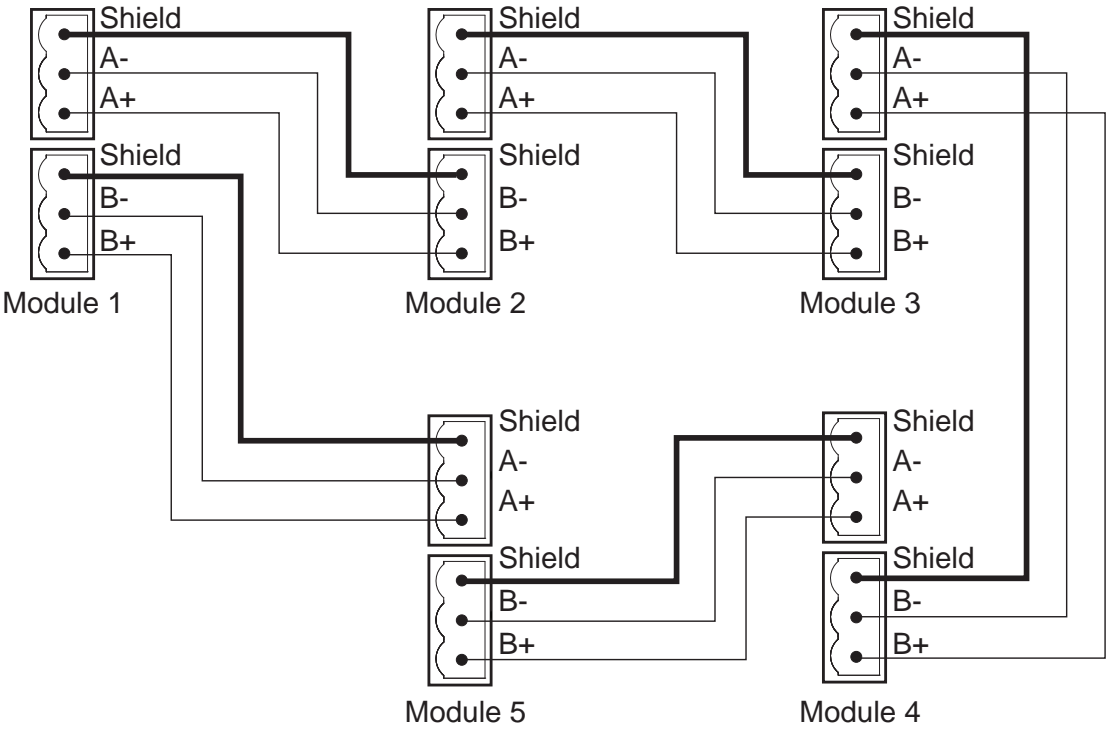 Shield
A-
A+
Shield
B-
B+
Module 1
Shield
A-
A+
Shield
B-
B+
Module 2
Shield
A-
A+
Shield
B-
B+
Module 3
Shield
A-
A+
Shield
B-
B+
Module 5
Shield
A-
A+
Shield
B-
B+
Module 4